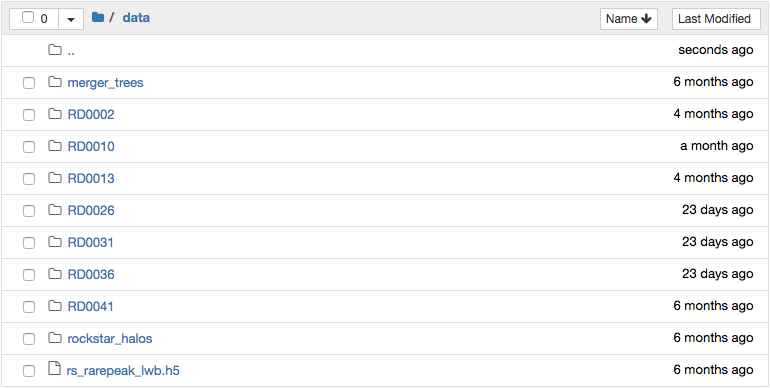 0 / data Name Last Modified
.. seconds ago
merger_trees 6 months ago
RD0002 4 months ago
RD0010 a month ago
RD0013 4 months ago
RD0026 23 days ago
RD0031 23 days ago
RD0036 23 days ago
RD0041 6 months ago
rockstar_halos 6 months ago
rs_rarepeak_lwb.h5 6 months ago